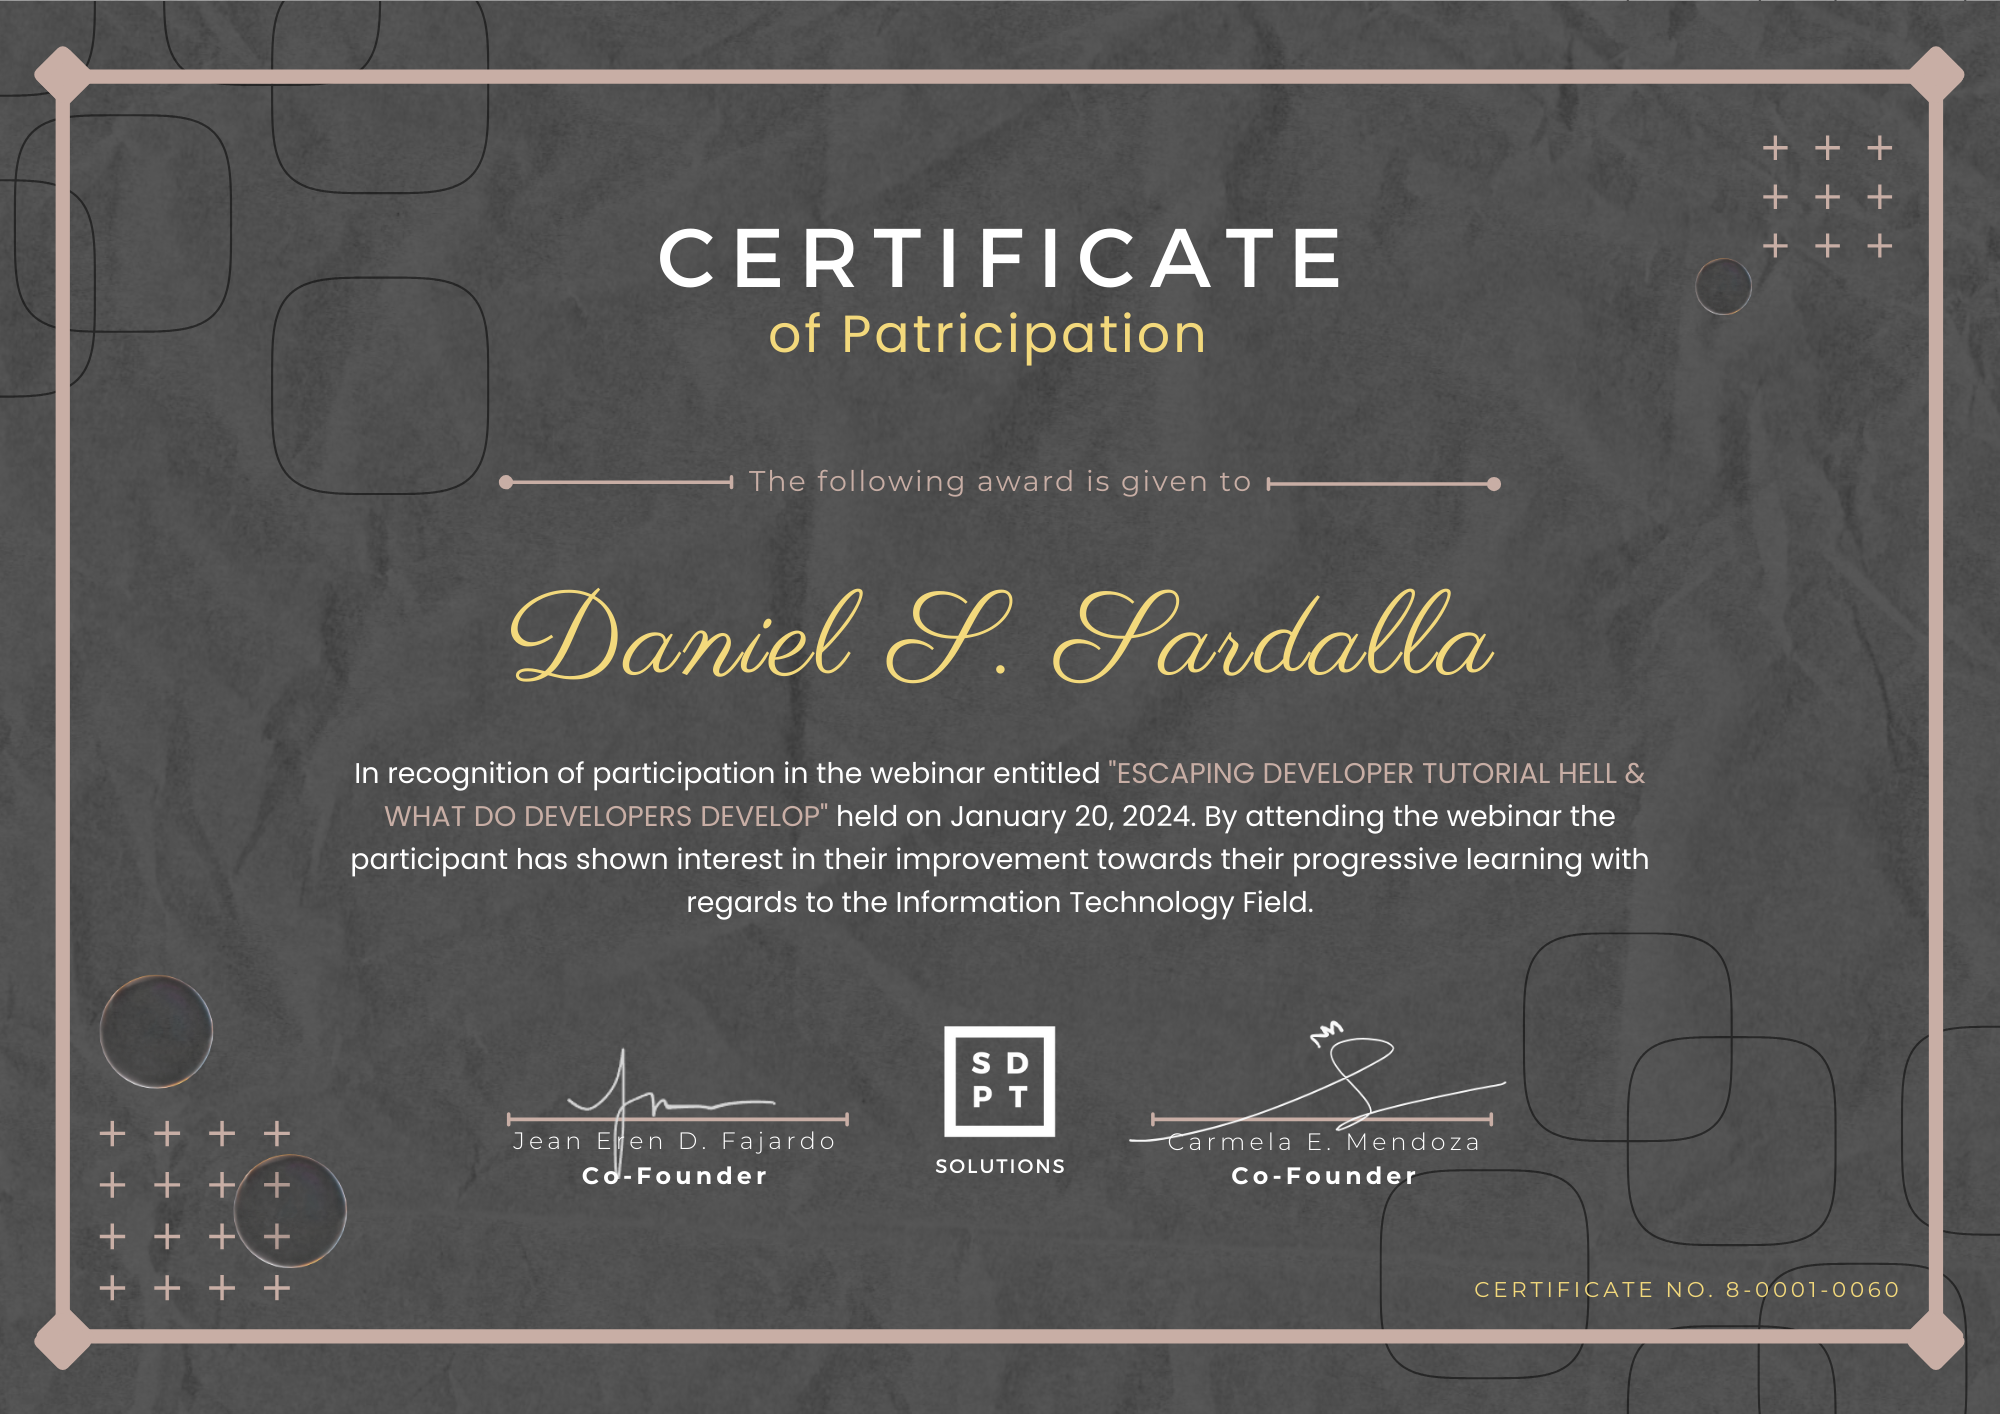 CERTIFICATE
of Patricipation
The following award is given to
Daniel S. Sardalla
In recognition of participation in the webinar entitled "ESCAPING DEVELOPER TUTORIAL HELL &
WHAT DO DEVELOPERS DEVELOP" held on January 20, 2024. By attending the webinar the
participant has shown interest in their improvement towards their progressive learning with
regards to the Information Technology Field.
Jean Eren D. Fajardo
Co-Founder
S D
P T
SOLUTIONS
Carmela E. Mendoza
Co-Founder
CERTIFICATE NO. 8-0001-0060